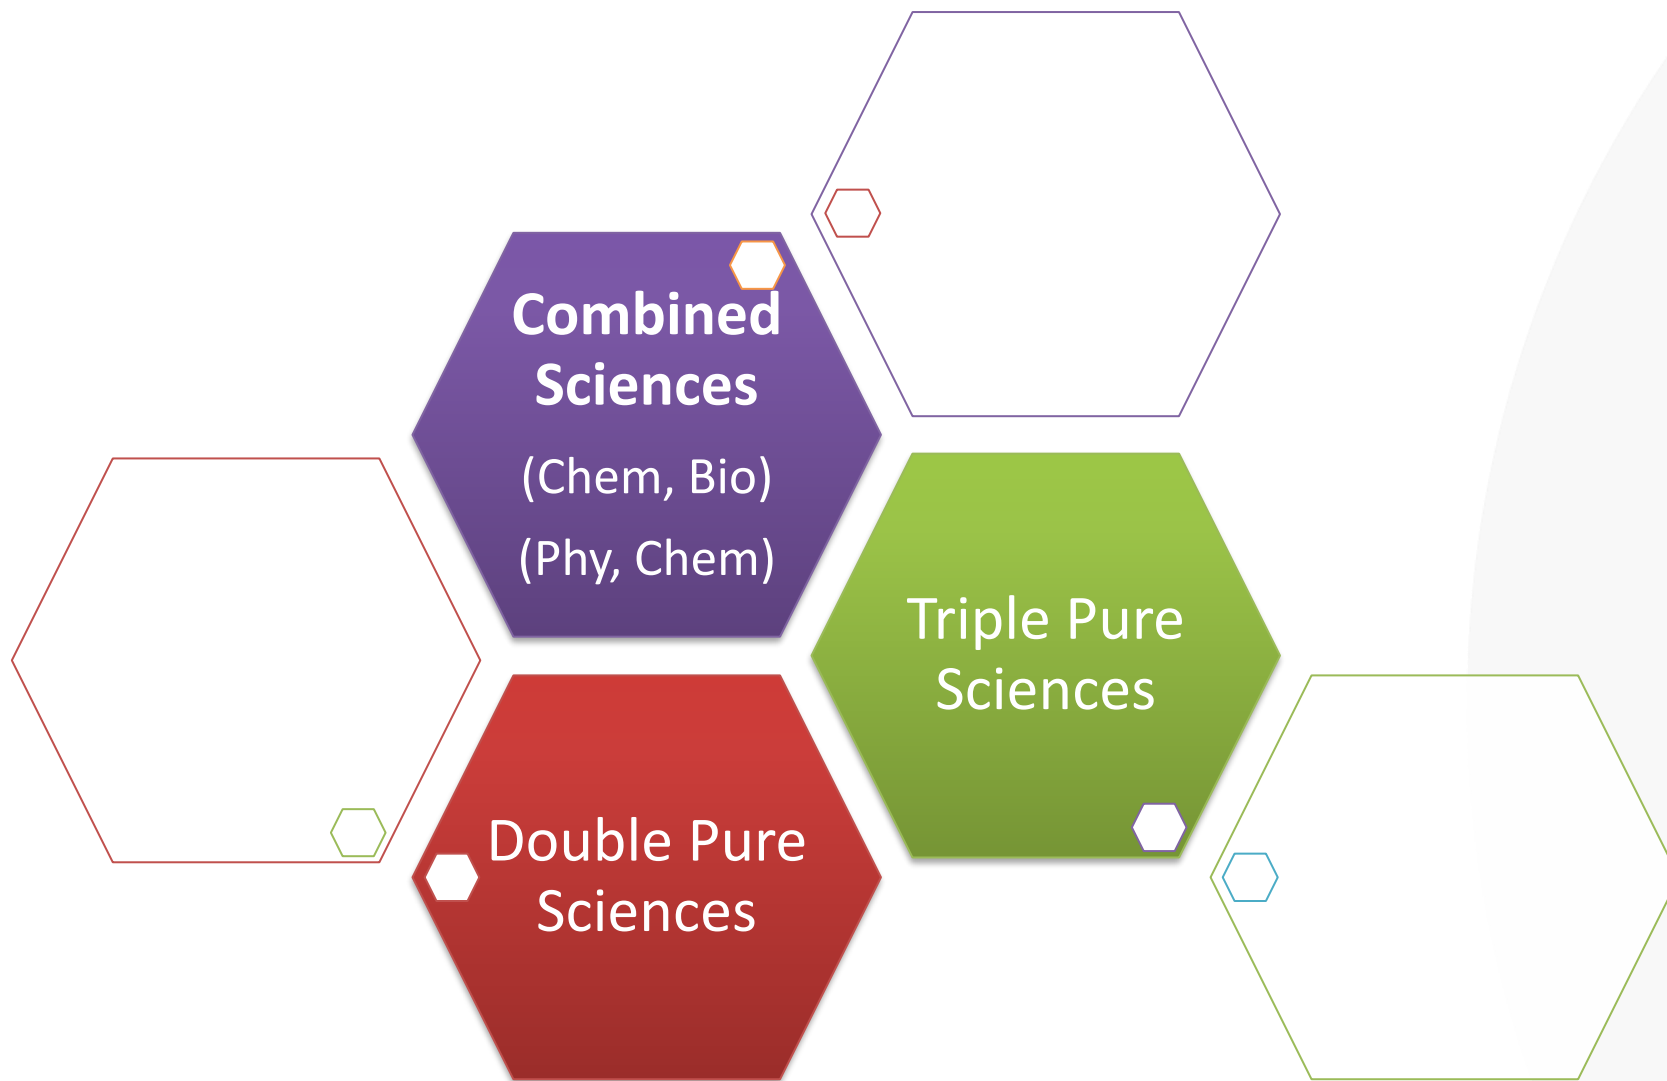 Combined
Sciences
(Chem, Bio)
(Phy, Chem)
Triple Pure
Sciences
Double Pure
Sciences